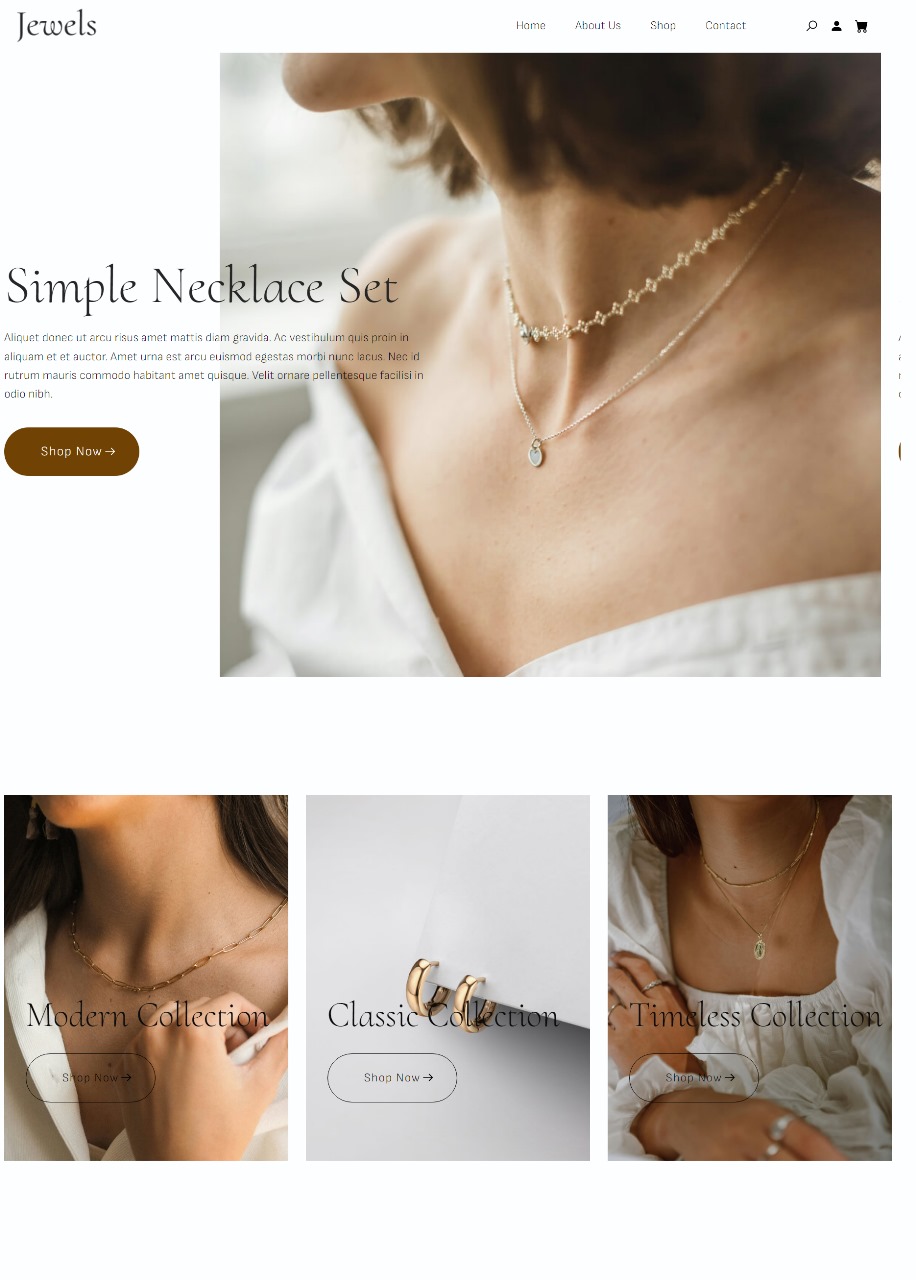 Jewels
Home About Us Shop Contact
Simple Necklace Set
Aliquet donec ut arcu risus amet mattis diam gravida. Ac vestibulum quis proin in
aliquam et et auctor. Amet urna est arcu euismod egestas morbi nunc lacus. Nec id
rutrum mauris commodo habitant amet quisque. Velit ornare pellentesque facilisi in
odio nibh.
Shop Now →
Modern Collection
Shop Now →
Classic Collection
Shop Now →
Timeless Collection
Shop Now →